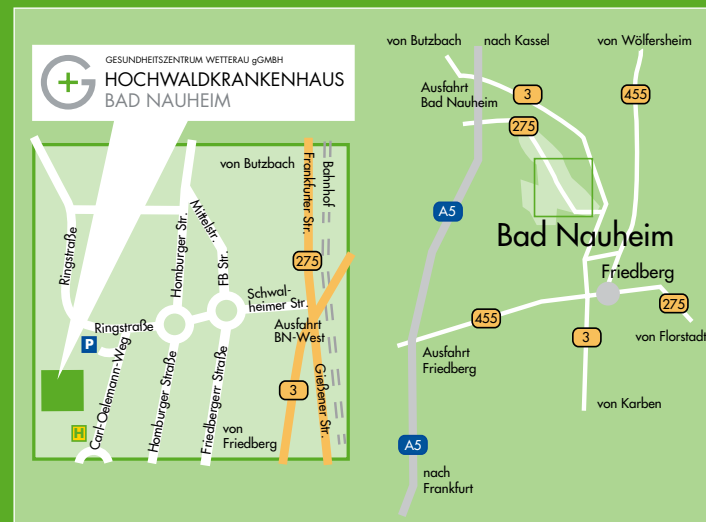 GESUNDHEITSZENTRUM WETTERAU gGMBH
HOCHWALDKRANKENHAUS
BAD NAUHEIM
von Butzbach
Frankfurter Str.
Bahnhof
Ringstraße
Homburger Str.
Mittelstr.
FB Str.
275
Schwal-
heimer Str.
Ringstraße
P
Ausfahrt
BN-West
Carl-Oelemann-Weg
Homburger Straße
Friedbergerr Straße
3
Gießener Str.
H
von
Friedberg
von Butzbach
nach Kassel
von Wölfersheim
Ausfahrt
Bad Nauheim
3
455
275
A5
Bad Nauheim
Friedberg
275
455
3
von Florstadt
Ausfahrt
Friedberg
von Karben
A5
nach
Frankfurt